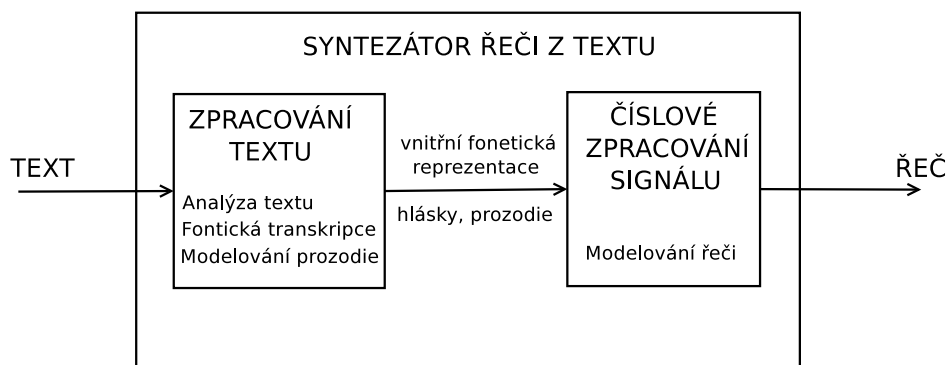 SYNTEZÁTOR ŘEČI Z TEXTU
TEXT
ZPRACOVÁNÍ
TEXTU
Analýza textu
Fontická transkripce
Modelování prozodie
vnitřní fonetická
reprezentace
hlásky, prozodie
ČÍSLOVÉ
ZPRACOVÁNÍ
SIGNÁLU
Modelování řeči
ŘEČ